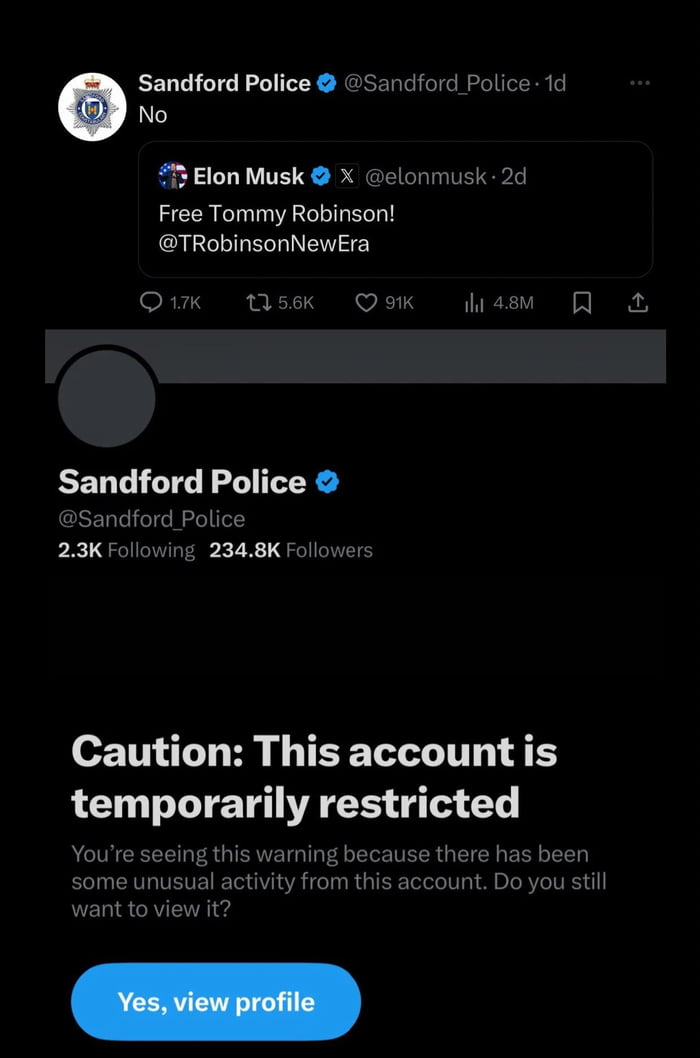 Sandford Police @Sandford_Police · 1d
No
Elon Musk X @elonmusk · 2d
Free Tommy Robinson!
@TRobinsonNewEra
1.7K 5.6K 91K 4.8M
Sandford Police
@Sandford_Police
2.3K Following 234.8K Followers
Caution: This account is
temporarily restricted
You’re seeing this warning because there has been
some unusual activity from this account. Do you still
want to view it?
Yes, view profile